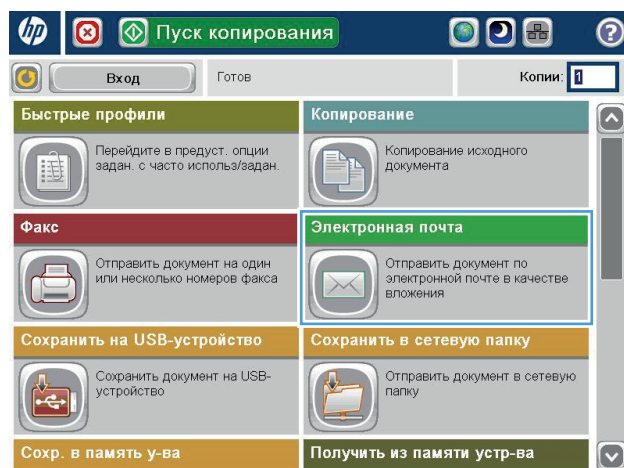 hp
Пуск копирования
?
Вход
Готов
Копии: 1
Быстрые профили
Перейдите в предуст. опции
задан. с часто использ/задан.
Копирование
Копирование исходного
документа
Факс
Отправить документ на один
или несколько номеров факса
Электронная почта
Отправить документ по
электронной почте в качестве
вложения
Сохранить на USB-устройство
Сохранить документ на USB-
устройство
Сохранить в сетевую папку
Отправить документ в сетевую
папку
Сохр. в память у-ва
Получить из памяти устр-ва